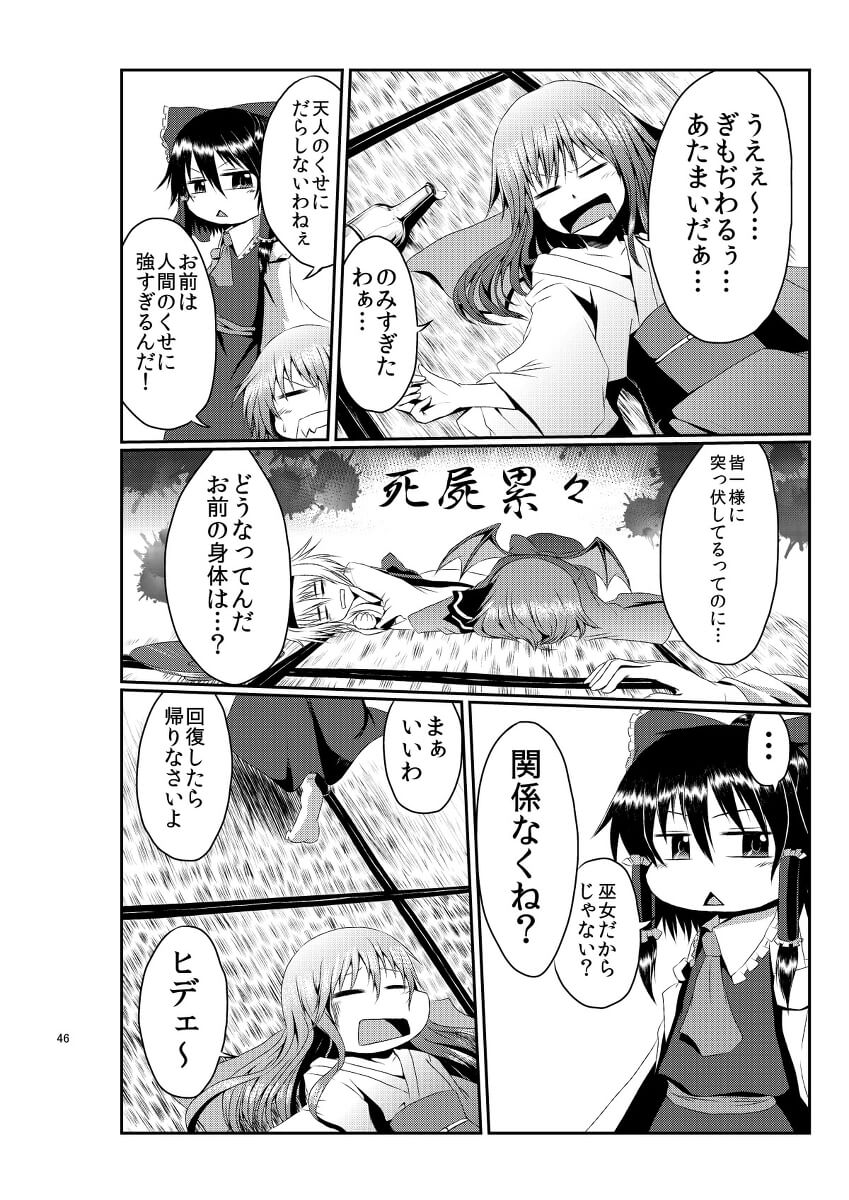 うえぇ～…
ぎもぢわるぅ…
あたまいだぁ…
のみすぎた
わぁ…
天人のくせに
だらしないわねぇ
お前は
人間のくせに
強すぎるんだ！
皆一様に
突っ伏してるってのに…
死屍累々
どうなってんだ
お前の身体は…？
…
巫女だから
じゃない？
関係なくね？
まぁ
いいわ
回復したら
帰りなさいよ
ヒデェ～
46